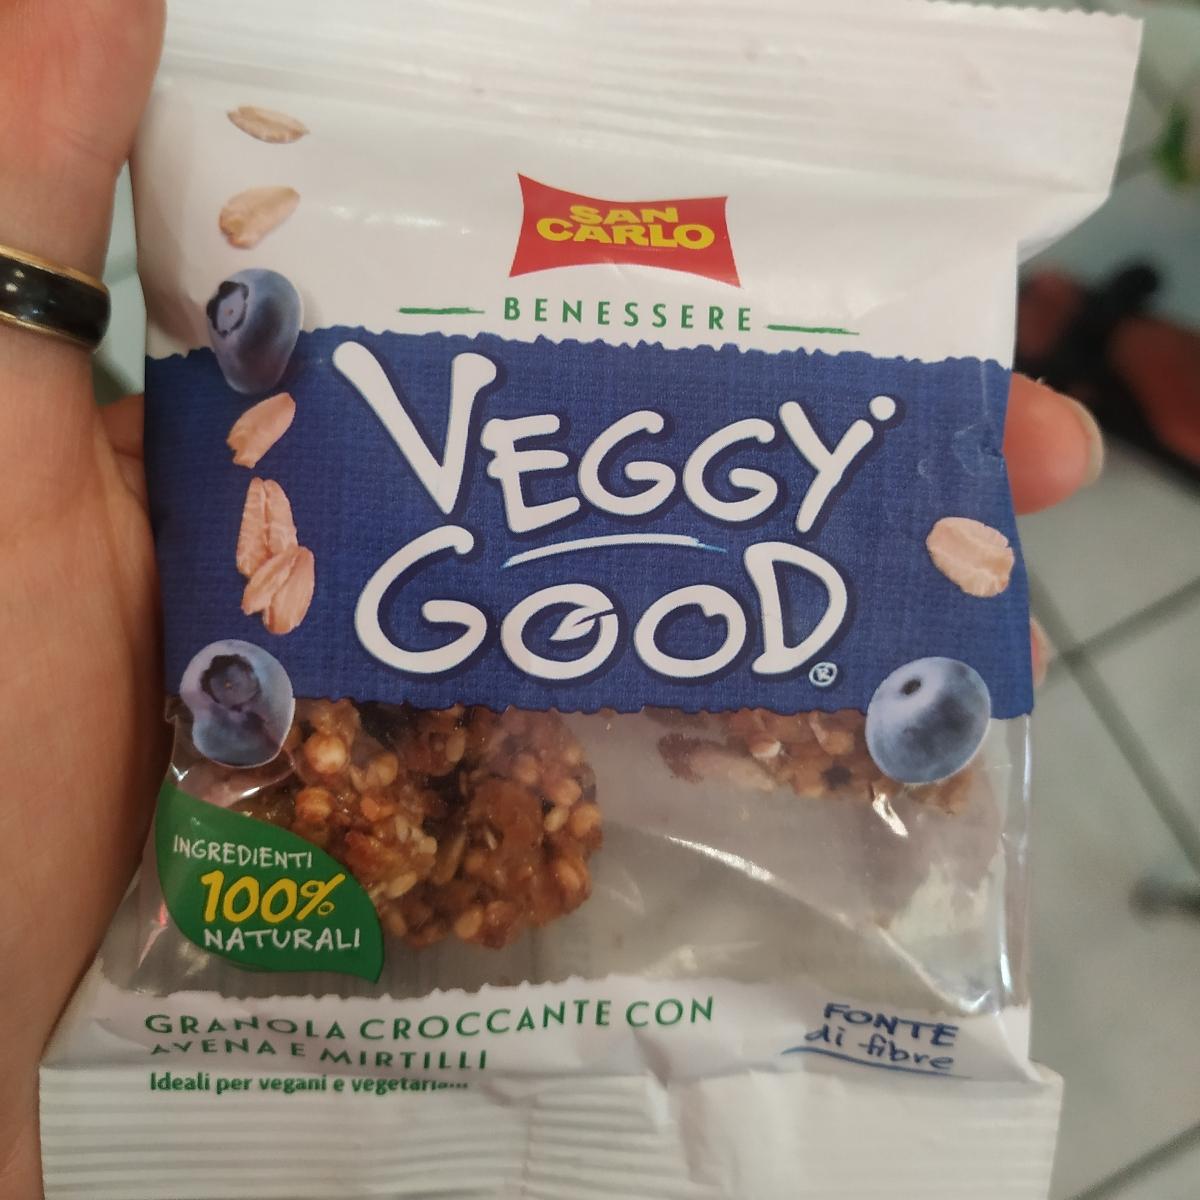 SAN
CARLO
BENESSERE
VEGGY
GOOD
®
INGREDIENTI
100%
NATURALI
GRANOLA CROCCANTE CON
AVENA E MIRTILLI
Ideali per vegani e
FONTE
di fibre